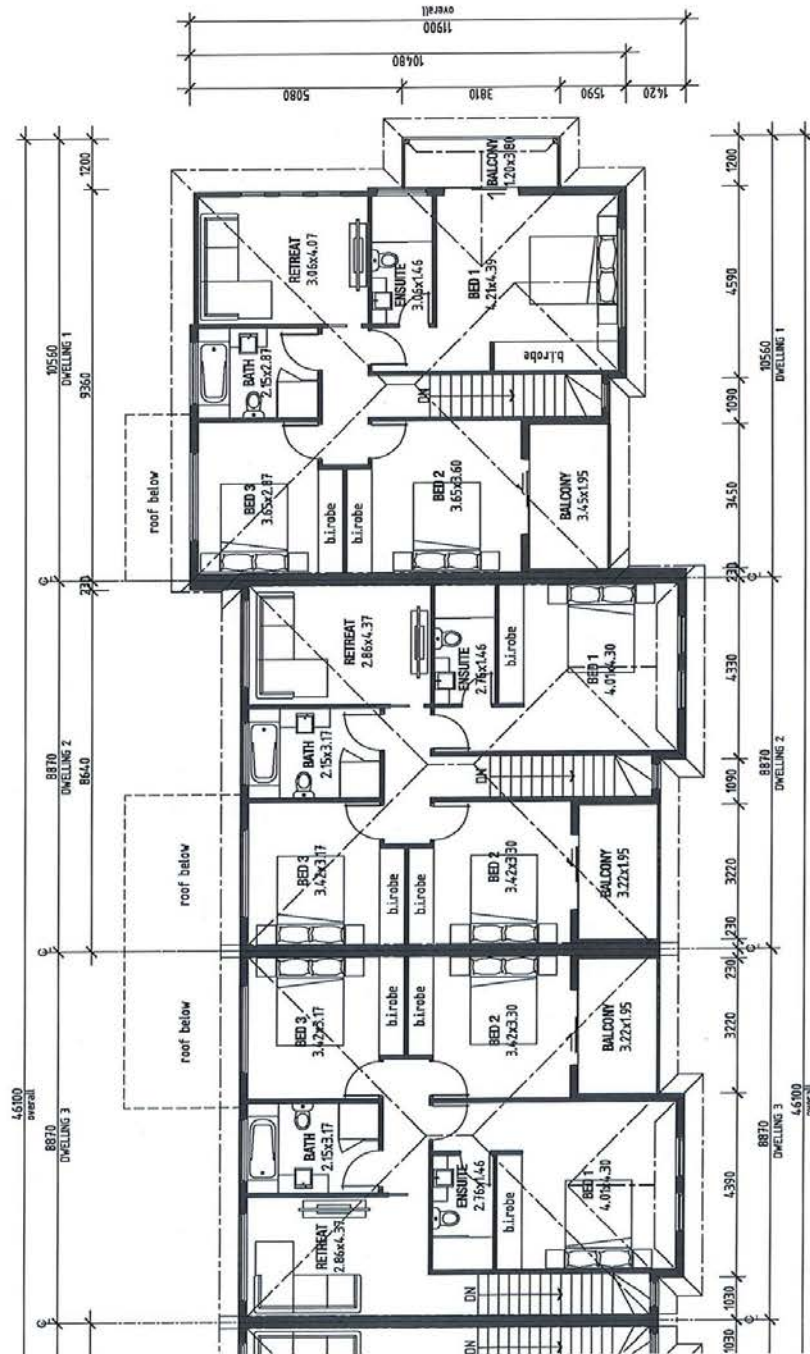 overall
11900
10480
5080
3810
1590
1420
1200
1200
BALCONY
1.20x3.80
RETREAT
3.06x4.07
ENSUITE
3.06x1.46
BED 1
4.21x4.39
4590
b.i.robe
10560
DWELLING 1
9360
BATH
2.15x2.87
DN
1090
10560
DWELLING 1
roof below
BED 3
3.65x2.87
b.i.robe
b.i.robe
BED 2
3.65x3.60
BALCONY
3.45x1.95
3450
230
230
RETREAT
2.86x4.37
ENSUITE
2.76x1.46
b.i.robe
BED 1
4.01x4.30
4330
8870
DWELLING 2
8640
BATH
2.15x3.17
DN
1090
8870
DWELLING 2
roof below
BED 3
3.42x3.17
b.i.robe
b.i.robe
BED 2
3.42x3.30
BALCONY
3.22x1.95
3220
230
230
roof below
BED 3
3.42x3.17
b.i.robe
b.i.robe
BED 2
3.42x3.30
BALCONY
3.22x1.95
3220
46100
overall
8870
DWELLING 3
BATH
2.15x3.17
ENSUITE
2.76x1.46
b.i.robe
BED 1
4.01x4.30
4390
8870
DWELLING 3
46100
overall
RETREAT
2.86x4.37
DN
1030
DN
1030